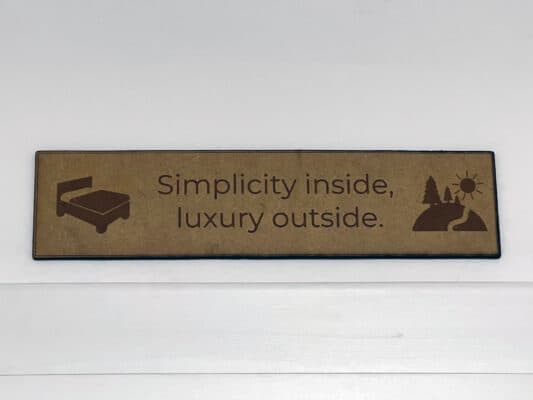 Simplicity inside,
luxury outside.